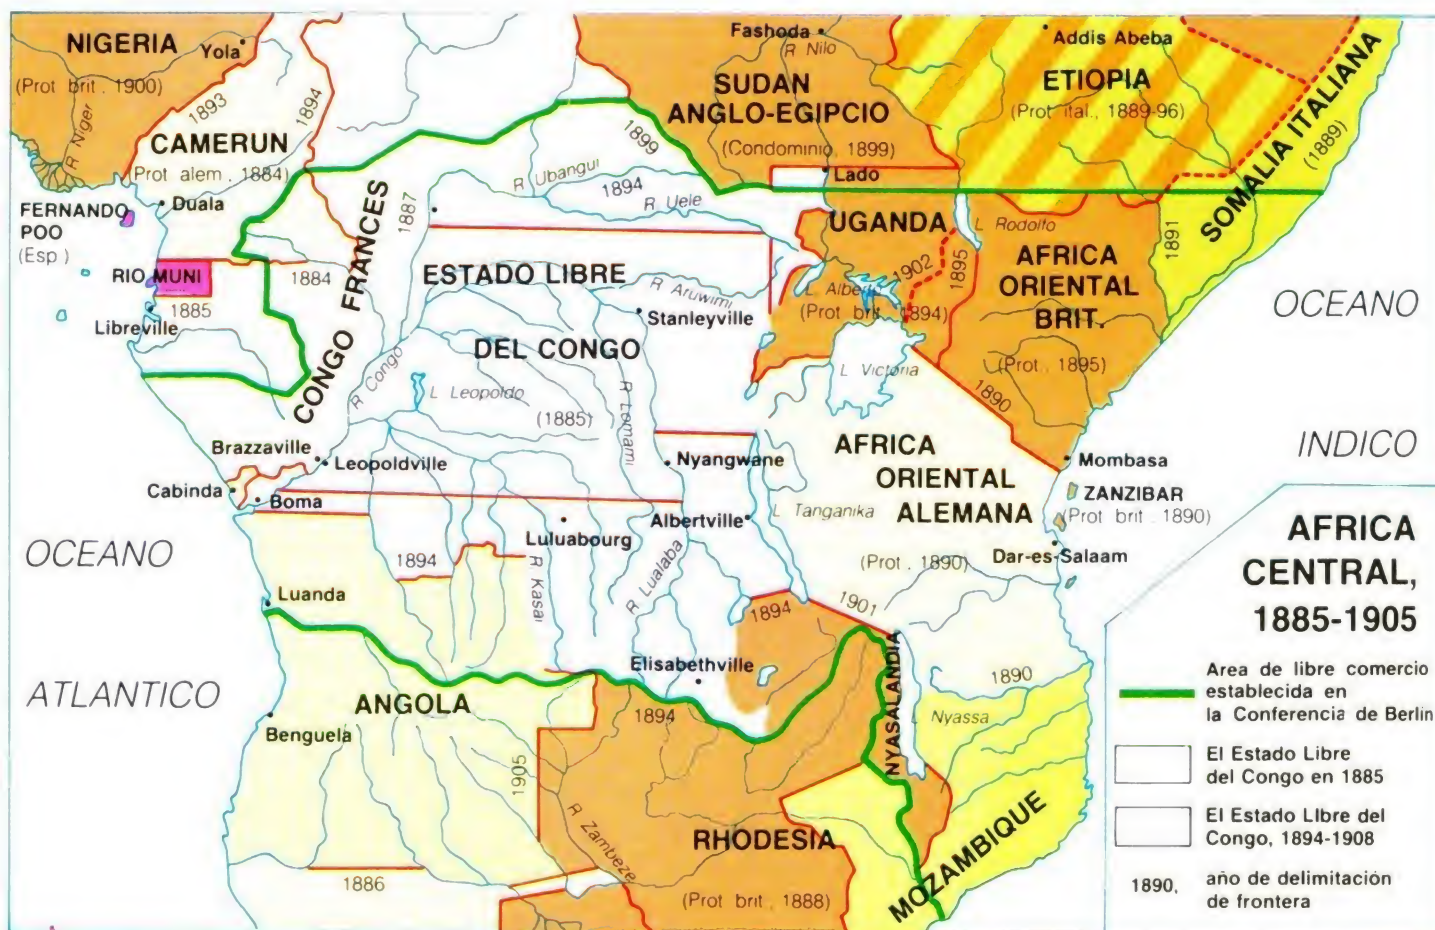 NIGERIA
Yola
(Prot brit . 1900)
R Niger
1893
1894
CAMERUN
(Prot alem , 1884)
Duala
FERNANDO
POO
(Esp )
RIO MUNI
1885
Libreville
1884
CONGO FRANCES
1887
R Ubangui
1899
1894
R Uele
Fashoda
R Nilo
SUDAN
ANGLO-EGIPCIO
(Condominio, 1899)
Lado
Addis Abeba
ETIOPIA
(Prot ital., 1889-96)
SOMALIA ITALIANA
(1889)
1891
UGANDA
1902
1895
L Rodolfo
L. Alberto
(Prot brit 1894)
AFRICA
ORIENTAL
BRIT.
(Prot , 1895)
1890
L Victoria
ESTADO LIBRE
DEL CONGO
(1885)
R Aruwimi
Stanleyville
R Congo
L Leopoldo
R Lomami
Brazzaville
Leopoldville
Cabinda
Boma
Nyangwane
Albertville
L Tanganika
Luluabourg
R Kasai
R Lualaba
1894
AFRICA
ORIENTAL
ALEMANA
(Prot . 1890)
Mombasa
ZANZIBAR
(Prot brit 1890)
Dar-es-Salaam
OCEANO
INDICO
OCEANO
ATLANTICO
Luanda
Benguela
ANGOLA
1905
1886
Elisabethville
1894
1894
1901
NYASALANDIA
L Nyassa
1890
R Zambeze
RHODESIA
(Prot brit , 1888)
MOZAMBIQUE
AFRICA
CENTRAL,
1885-1905
Area de libre comercio
establecida en
la Conferencia de Berlin
El Estado Libre
del Congo en 1885
El Estado LIbre del
Congo, 1894-1908
1890, año de delimitación
de frontera